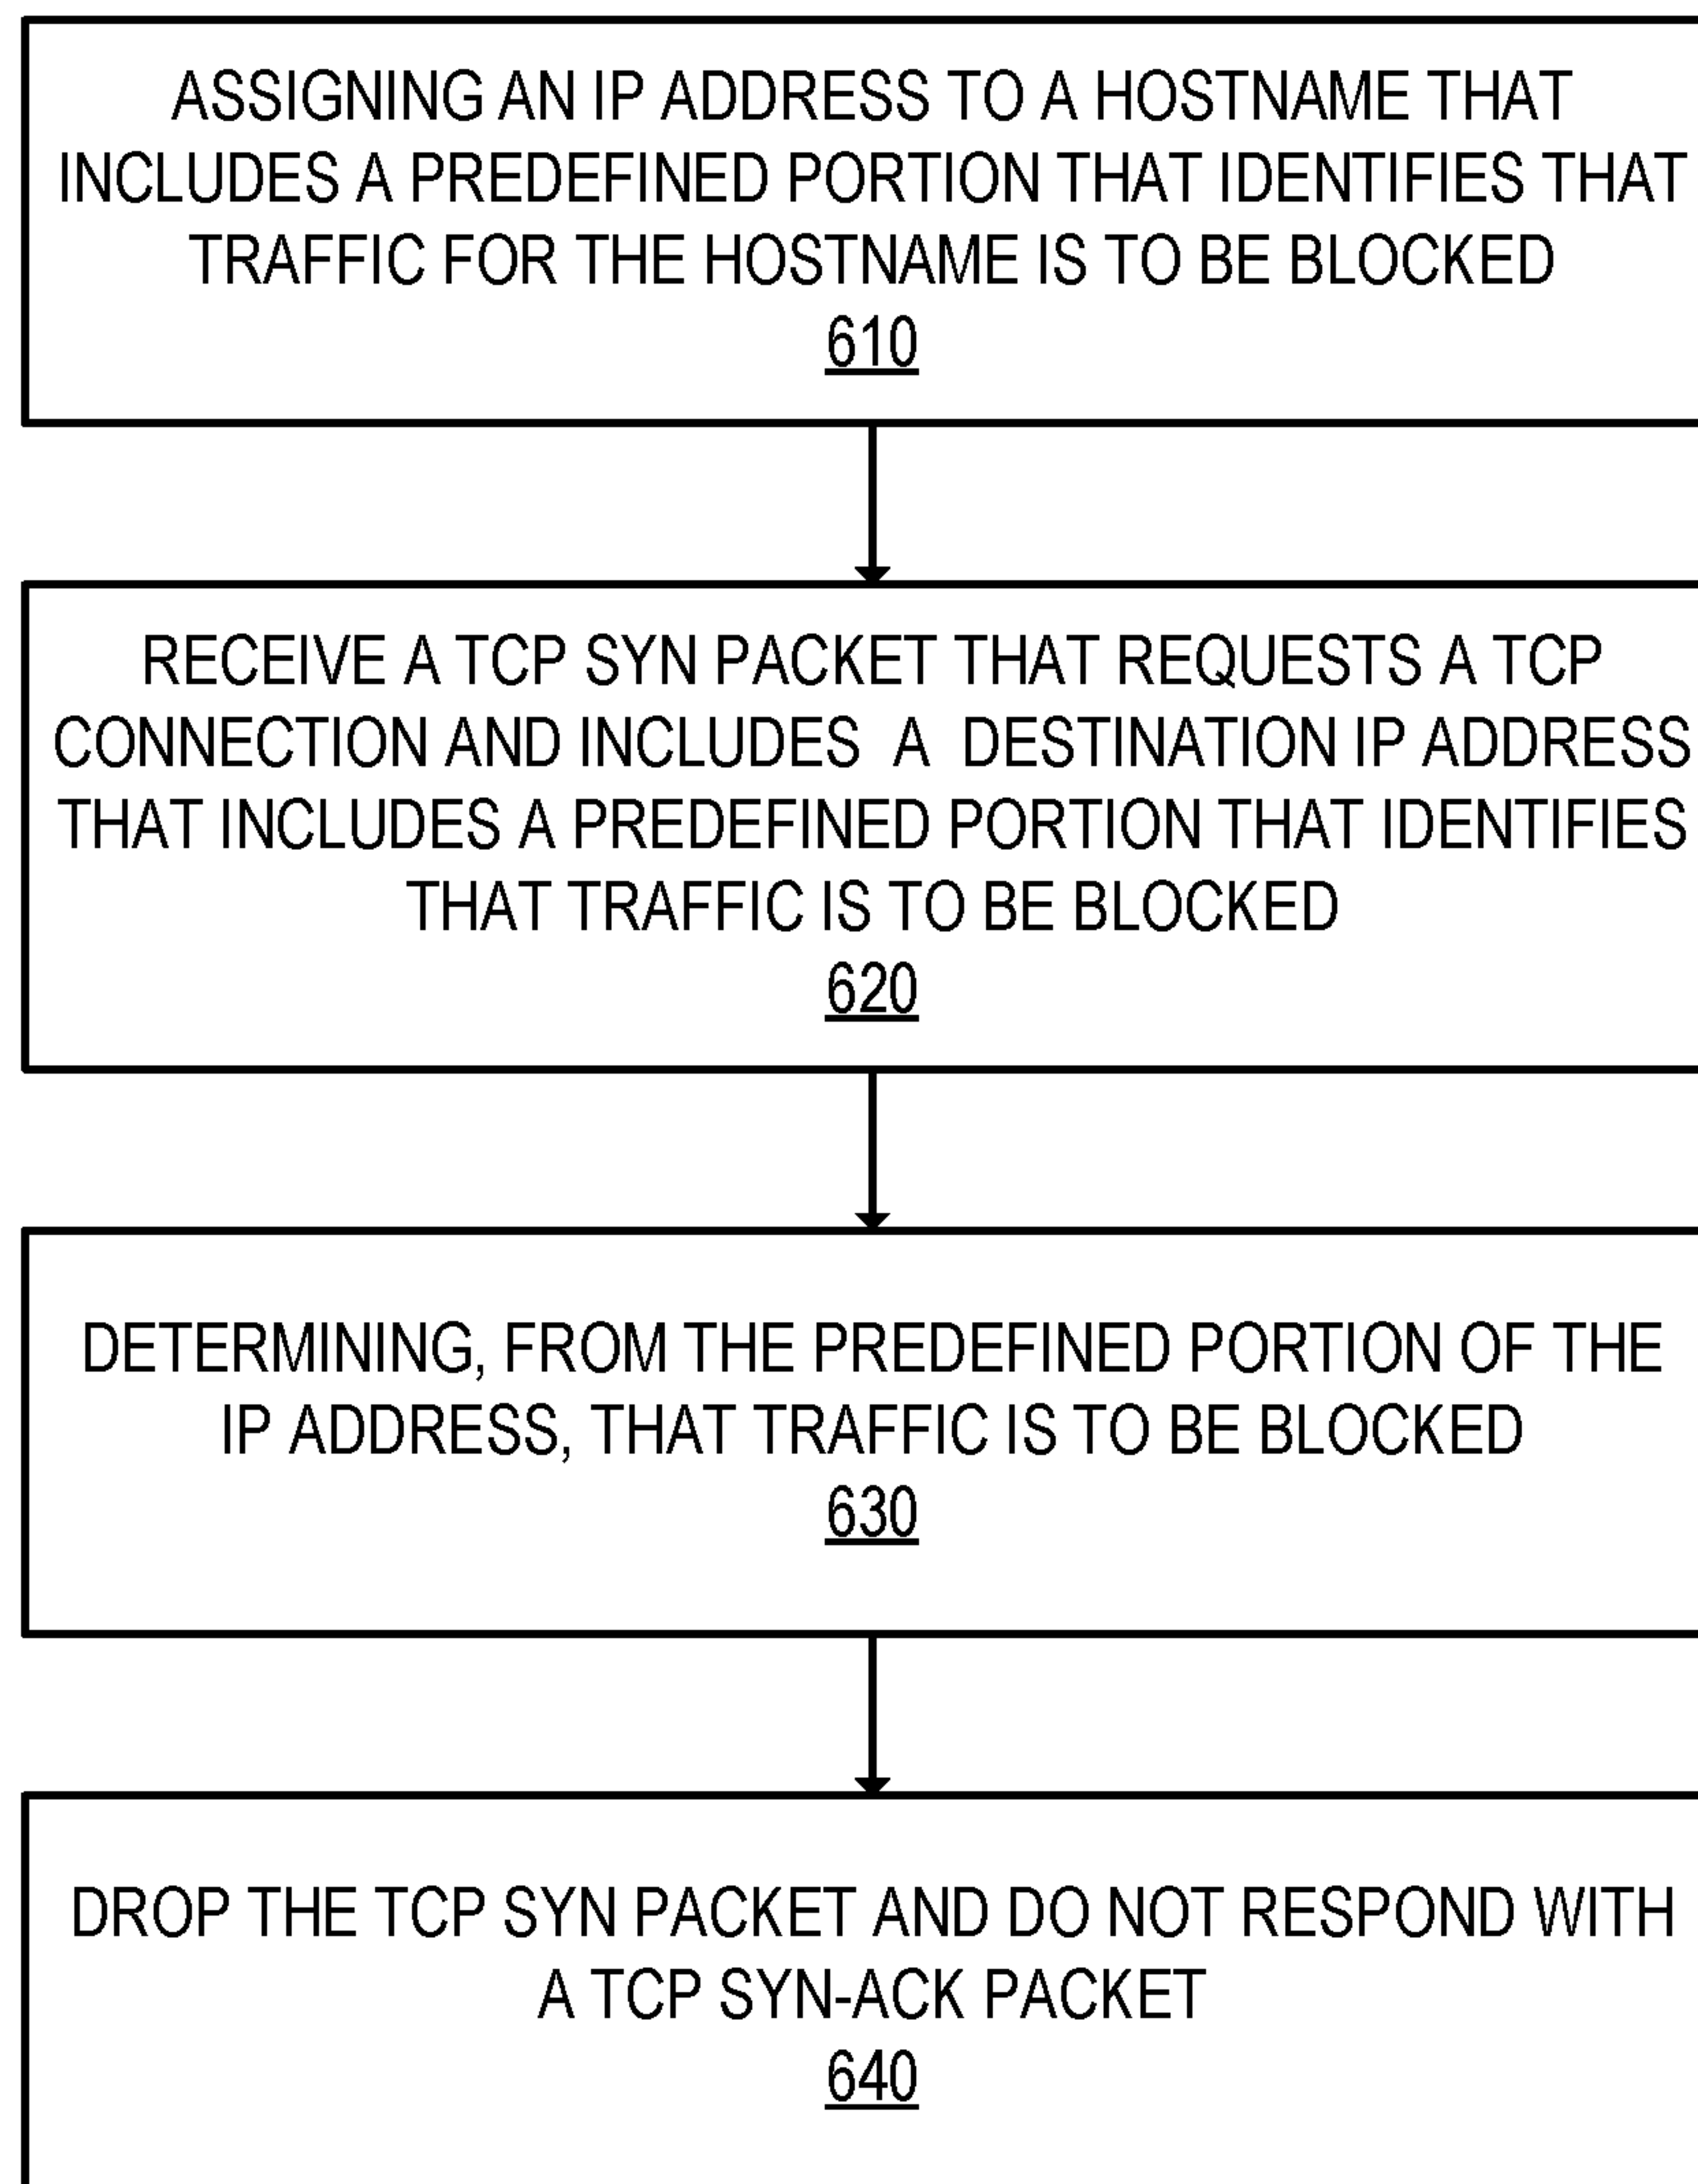 ASSIGNING AN IP ADDRESS TO A HOSTNAME THAT
INCLUDES A PREDEFINED PORTION THAT IDENTIFIES THAT
TRAFFIC FOR THE HOSTNAME IS TO BE BLOCKED
610
RECEIVE A TCP SYN PACKET THAT REQUESTS A TCP
CONNECTION AND INCLUDES A DESTINATION IP ADDRESS
THAT INCLUDES A PREDEFINED PORTION THAT IDENTIFIES
THAT TRAFFIC IS TO BE BLOCKED
620
DETERMINING, FROM THE PREDEFINED PORTION OF THE
IP ADDRESS, THAT TRAFFIC IS TO BE BLOCKED
630
DROP THE TCP SYN PACKET AND DO NOT RESPOND WITH
A TCP SYN-ACK PACKET
640